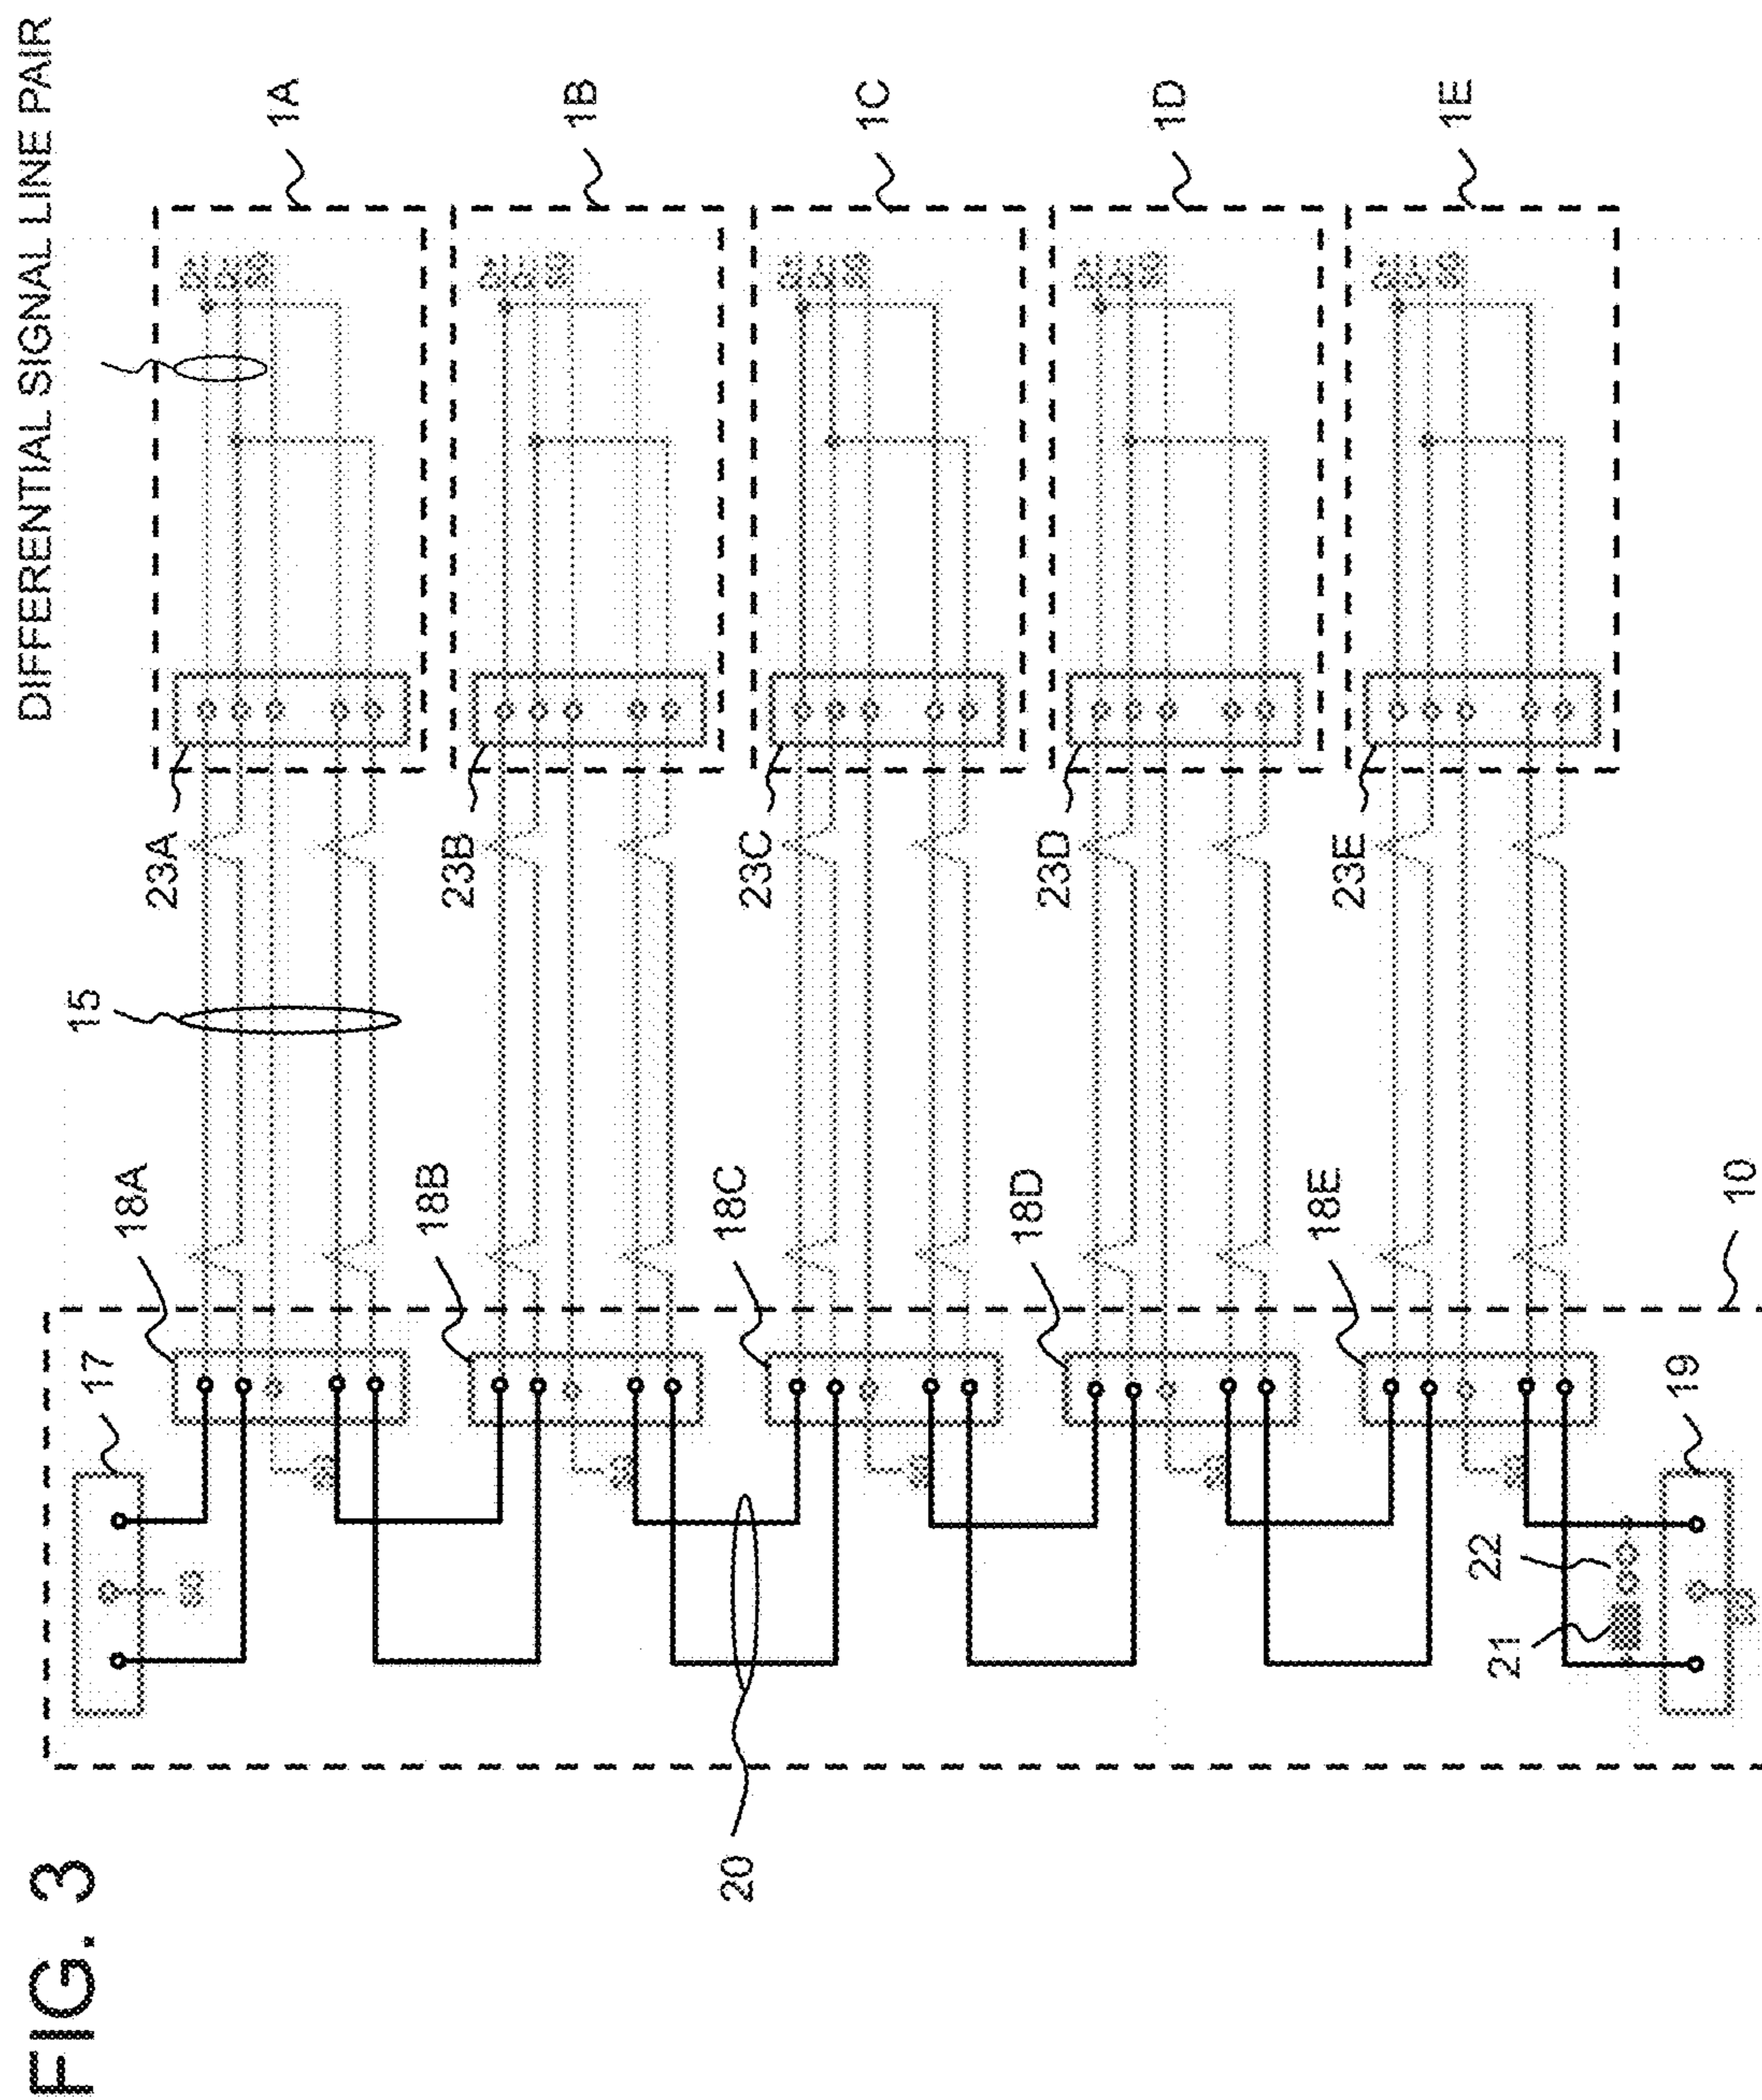 FIG. 3
DIFFERENTIAL SIGNAL LINE PAIR
1A
1B
1C
1D
1E
23A
23B
23C
23D
23E
15
18A
18B
18C
18D
18E
10
17
19
22
21
20